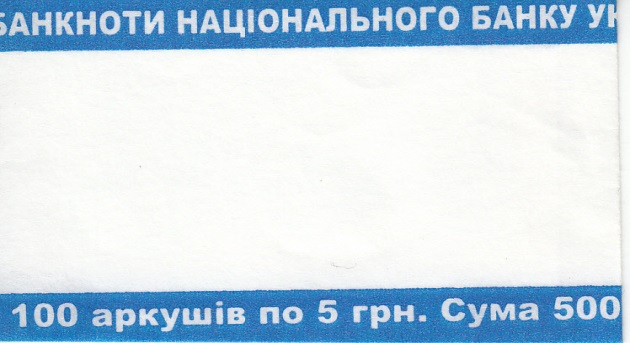 БАНКНОТИ НАЦІОНАЛЬНОГО БАНКУ УК
100 аркушів по 5 грн. Сума 500